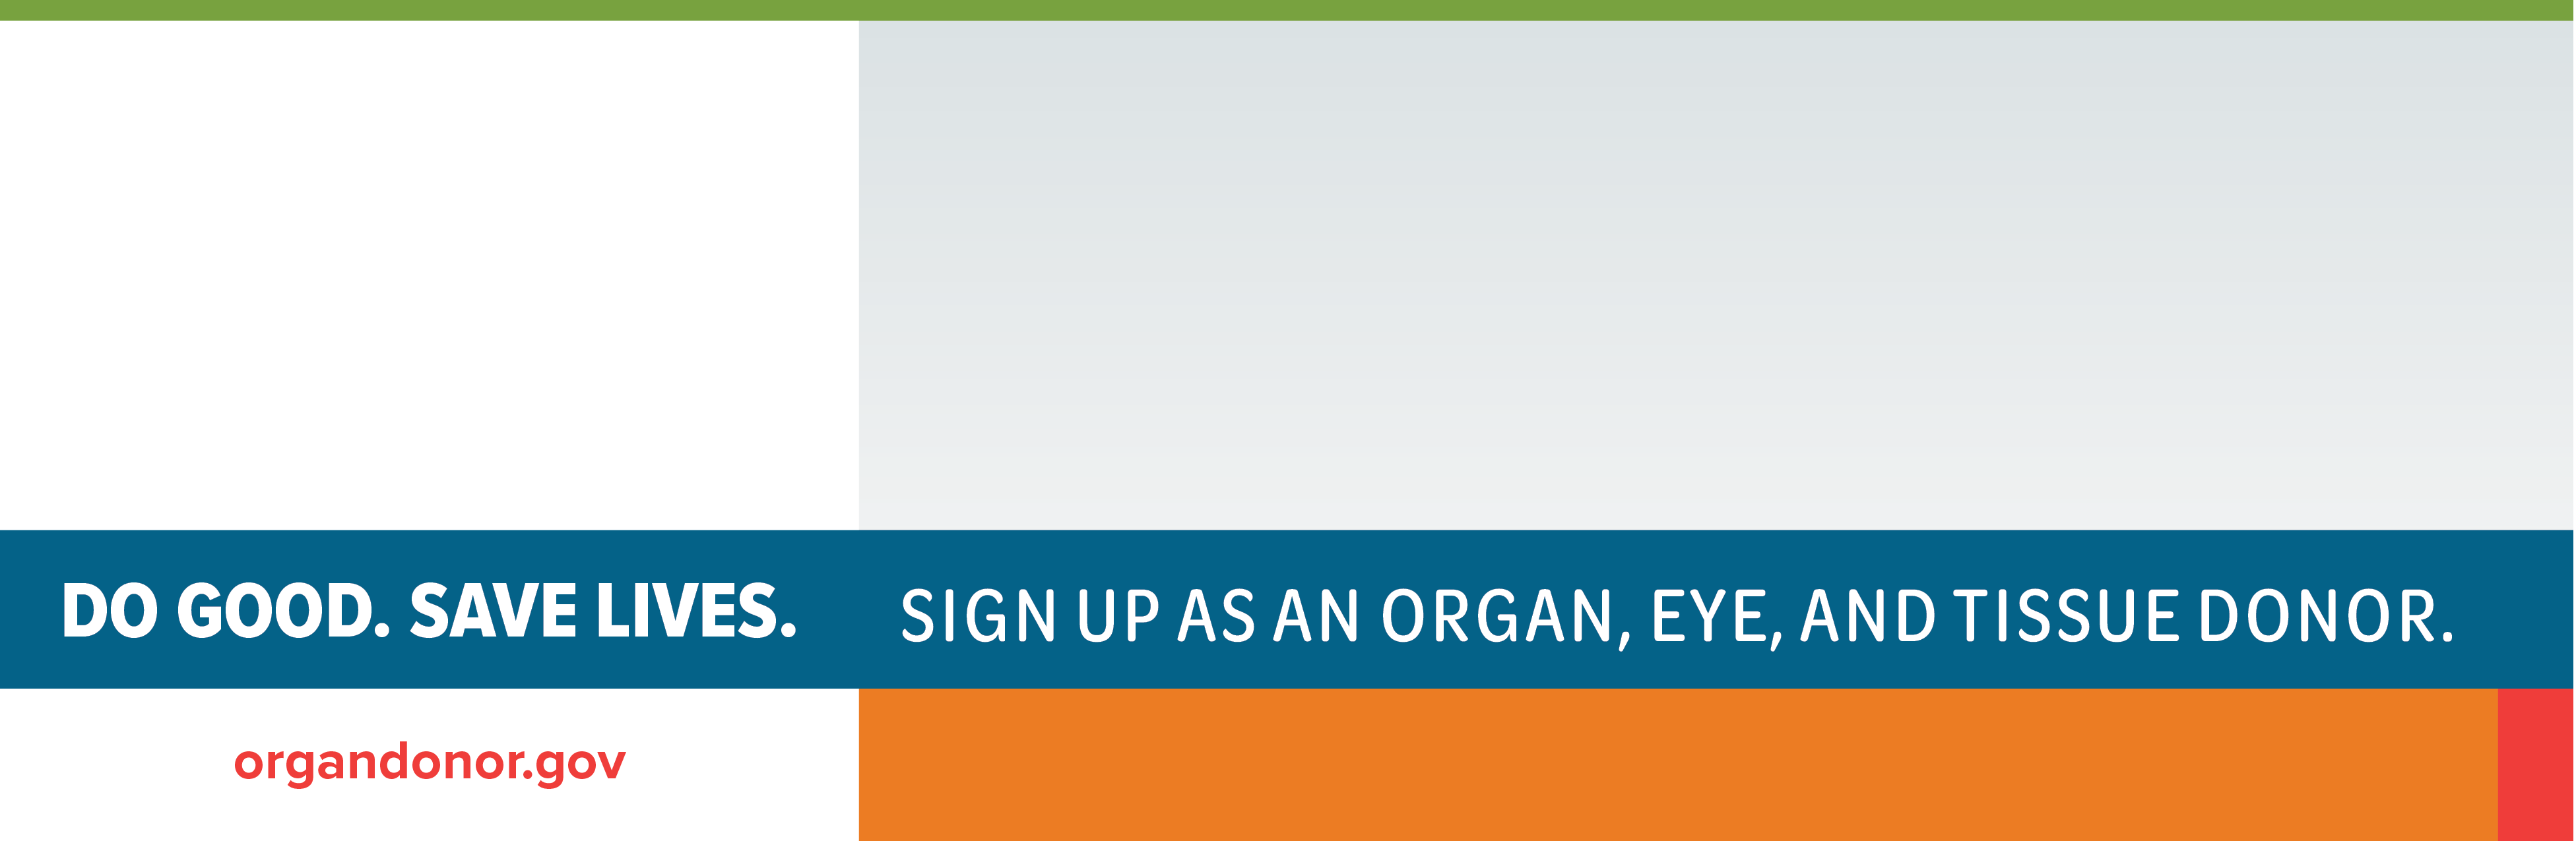 DO GOOD. SAVE LIVES. SIGN UP AS AN ORGAN, EYE, AND TISSUE DONOR.
organdonor.gov